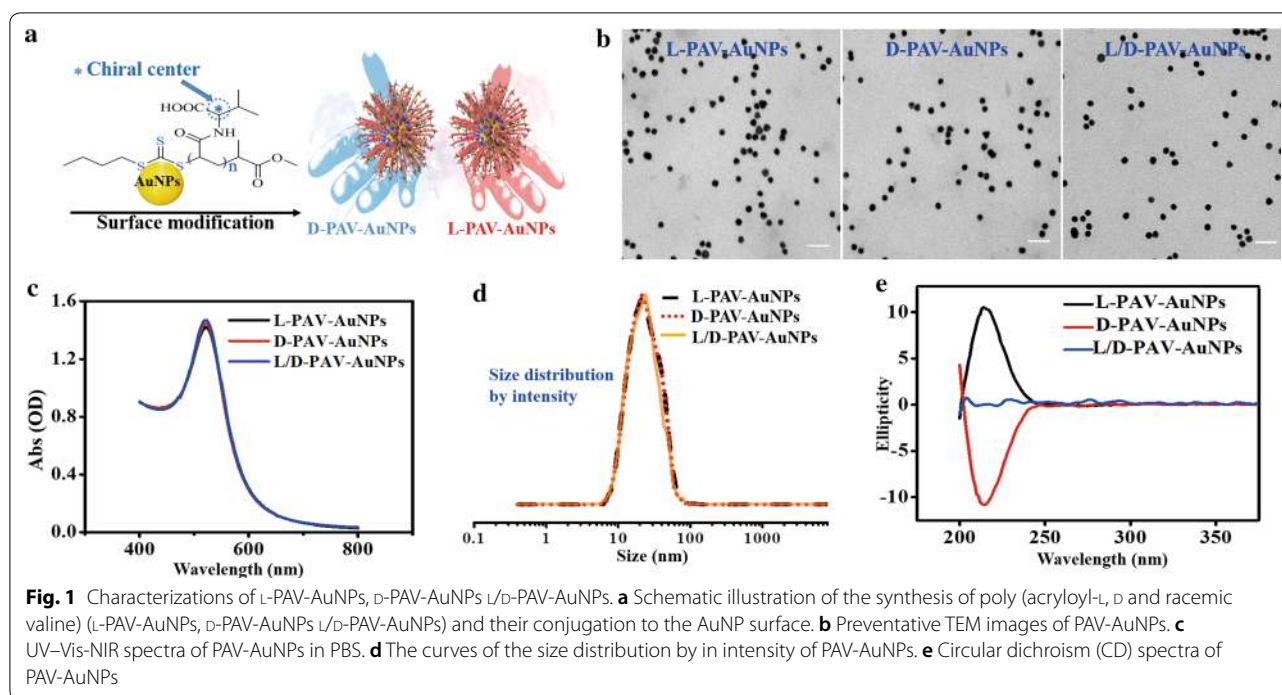 a
* Chiral center
HOOC
*
NH
O
S
S
S
n
O
O
AuNPs
Surface modification
D-PAV-AuNPs
L-PAV-AuNPs
b
L-PAV-AuNPs
D-PAV-AuNPs
L/D-PAV-AuNPs
c
1.6
1.2
0.8
0.4
0.0
Abs (OD)
L-PAV-AuNPs
D-PAV-AuNPs
L/D-PAV-AuNPs
400 600 800
Wavelength (nm)
d
L-PAV-AuNPs
D-PAV-AuNPs
L/D-PAV-AuNPs
Size distribution
by intensity
0.1 1 10 100 1000
Size (nm)
e
10
5
0
-5
-10
Ellipticity
L-PAV-AuNPs
D-PAV-AuNPs
L/D-PAV-AuNPs
200 250 300 350
Wavelength (nm)
Fig. 1 Characterizations of L-PAV-AuNPs, D-PAV-AuNPs L/D-PAV-AuNPs. a Schematic illustration of the synthesis of poly (acryloyl-L, D and racemic
valine) (L-PAV-AuNPs, D-PAV-AuNPs L/D-PAV-AuNPs) and their conjugation to the AuNP surface. b Preventative TEM images of PAV-AuNPs. c
UV–Vis-NIR spectra of PAV-AuNPs in PBS. d The curves of the size distribution by in intensity of PAV-AuNPs. e Circular dichroism (CD) spectra of
PAV-AuNPs